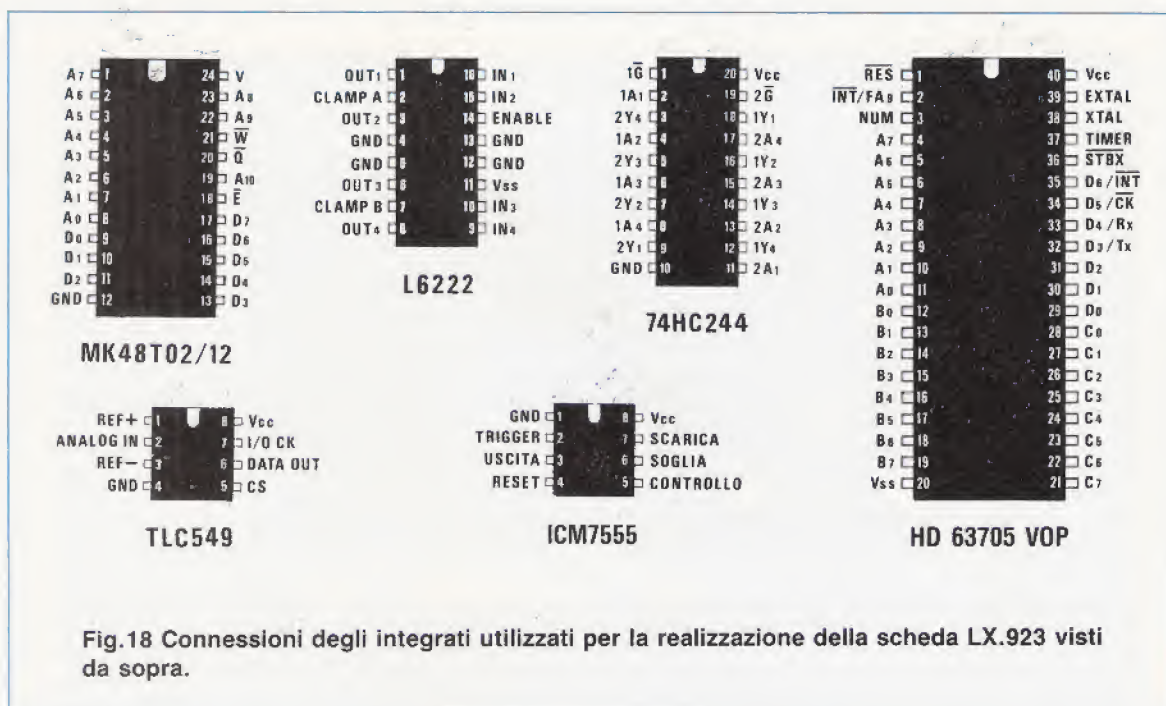 A7 1 24 V
A6 2 23 A8
A5 3 22 A9
A4 4 21 W̅
A3 5 20 Q̅
A2 6 19 A10
A1 7 18 E̅
A0 8 17 D7
D0 9 16 D6
D1 10 15 D5
D2 11 14 D4
GND 12 13 D3
MK48T02/12
OUT1 1 16 IN1
CLAMP A 2 15 IN2
OUT2 3 14 ENABLE
GND 4 13 GND
GND 5 12 GND
OUT3 6 11 Vss
CLAMP B 7 10 IN3
OUT4 8 9 IN4
L6222
1G̅ 1 20 Vcc
1A1 2 19 2G̅
2Y4 3 18 1Y1
1A2 4 17 2A4
2Y3 5 16 1Y2
1A3 6 15 2A3
2Y2 7 14 1Y3
1A4 8 13 2A2
2Y1 9 12 1Y4
GND 10 11 2A1
74HC244
R̅E̅S̅ 1 40 Vcc
I̅N̅T̅/FA9 2 39 EXTAL
NUM 3 38 XTAL
A7 4 37 TIMER
A6 5 36 S̅T̅B̅X̅
A5 6 35 D6/I̅N̅T̅
A4 7 34 D5/C̅K̅
A3 8 33 D4/Rx
A2 9 32 D3/Tx
A1 10 31 D2
A0 11 30 D1
B0 12 29 D0
B1 13 28 C0
B2 14 27 C1
B3 15 26 C2
B4 16 25 C3
B5 17 24 C4
B6 18 23 C5
B7 19 22 C6
Vss 20 21 C7
HD 63705 VOP
REF+ 1 8 Vcc
ANALOG IN 2 7 I/O CK
REF− 3 6 DATA OUT
GND 4 5 CS
TLC549
GND 1 8 Vcc
TRIGGER 2 7 SCARICA
USCITA 3 6 SOGLIA
RESET 4 5 CONTROLLO
ICM7555
Fig.18 Connessioni degli integrati utilizzati per la realizzazione della scheda LX.923 visti
da sopra.